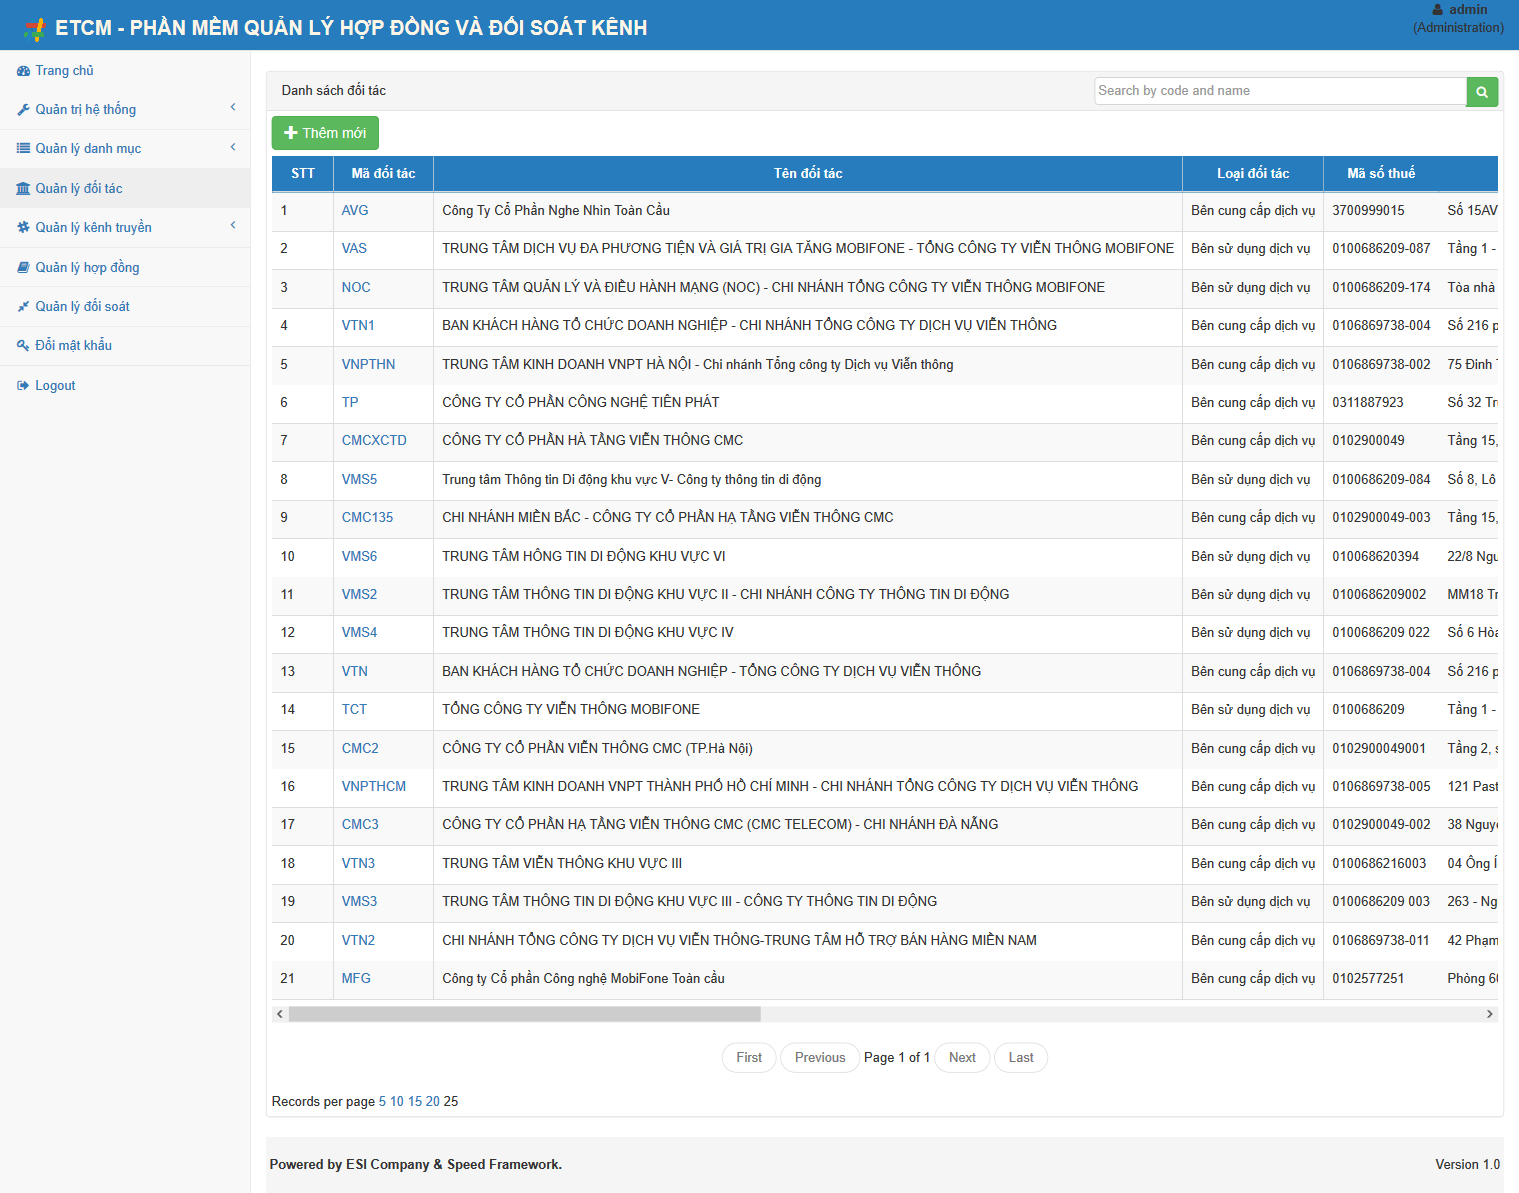 ETCM - PHẦN MỀM QUẢN LÝ HỢP ĐỒNG VÀ ĐỐI SOÁT KÊNH
admin
(Administration)
Trang chủ
Quản trị hệ thống
Quản lý danh mục
Quản lý đối tác
Quản lý kênh truyền
Quản lý hợp đồng
Quản lý đối soát
Đổi mật khẩu
Logout
Danh sách đối tác
Search by code and name
Thêm mới
STT Mã đối tác Tên đối tác Loại đối tác Mã số thuế
1 AVG Công Ty Cổ Phần Nghe Nhìn Toàn Cầu Bên cung cấp dịch vụ 3700999015 Số 15AV
2 VAS TRUNG TÂM DỊCH VỤ ĐA PHƯƠNG TIỆN VÀ GIÁ TRỊ GIA TĂNG MOBIFONE - TỔNG CÔNG TY VIỄN THÔNG MOBIFONE Bên sử dụng dịch vụ 0100686209-087 Tầng 1 -
3 NOC TRUNG TÂM QUẢN LÝ VÀ ĐIỀU HÀNH MẠNG (NOC) - CHI NHÁNH TỔNG CÔNG TY VIỄN THÔNG MOBIFONE Bên sử dụng dịch vụ 0100686209-174 Tòa nhà
4 VTN1 BAN KHÁCH HÀNG TỔ CHỨC DOANH NGHIỆP - CHI NHÁNH TỔNG CÔNG TY DỊCH VỤ VIỄN THÔNG Bên cung cấp dịch vụ 0106869738-004 Số 216 p
5 VNPTHN TRUNG TÂM KINH DOANH VNPT HÀ NỘI - Chi nhánh Tổng công ty Dịch vụ Viễn thông Bên cung cấp dịch vụ 0106869738-002 75 Đinh
6 TP CÔNG TY CỔ PHẦN CÔNG NGHỆ TIÊN PHÁT Bên cung cấp dịch vụ 0311887923 Số 32 Tr
7 CMCXCTD CÔNG TY CỔ PHẦN HÀ TẦNG VIỄN THÔNG CMC Bên cung cấp dịch vụ 0102900049 Tầng 15,
8 VMS5 Trung tâm Thông tin Di động khu vực V- Công ty thông tin di động Bên sử dụng dịch vụ 0100686209-084 Số 8, Lô
9 CMC135 CHI NHÁNH MIỀN BẮC - CÔNG TY CỔ PHẦN HẠ TẦNG VIỄN THÔNG CMC Bên cung cấp dịch vụ 0102900049-003 Tầng 15,
10 VMS6 TRUNG TÂM HÔNG TIN DI ĐỘNG KHU VỰC VI Bên sử dụng dịch vụ 010068620394 22/8 Ngu
11 VMS2 TRUNG TÂM THÔNG TIN DI ĐỘNG KHU VỰC II - CHI NHÁNH CÔNG TY THÔNG TIN DI ĐỘNG Bên sử dụng dịch vụ 0100686209002 MM18 Tr
12 VMS4 TRUNG TÂM THÔNG TIN DI ĐỘNG KHU VỰC IV Bên sử dụng dịch vụ 0100686209 022 Số 6 Hòa
13 VTN BAN KHÁCH HÀNG TỔ CHỨC DOANH NGHIỆP - TỔNG CÔNG TY DỊCH VỤ VIỄN THÔNG Bên cung cấp dịch vụ 0106869738-004 Số 216 p
14 TCT TỔNG CÔNG TY VIỄN THÔNG MOBIFONE Bên sử dụng dịch vụ 0100686209 Tầng 1 -
15 CMC2 CÔNG TY CỔ PHẦN VIỄN THÔNG CMC (TP.Hà Nội) Bên cung cấp dịch vụ 0102900049001 Tầng 2, s
16 VNPTHCM TRUNG TÂM KINH DOANH VNPT THÀNH PHỐ HỒ CHÍ MINH - CHI NHÁNH TỔNG CÔNG TY DỊCH VỤ VIỄN THÔNG Bên cung cấp dịch vụ 0106869738-005 121 Past
17 CMC3 CÔNG TY CỔ PHẦN HẠ TẦNG VIỄN THÔNG CMC (CMC TELECOM) - CHI NHÁNH ĐÀ NẴNG Bên cung cấp dịch vụ 0102900049-002 38 Nguy
18 VTN3 TRUNG TÂM VIỄN THÔNG KHU VỰC III Bên cung cấp dịch vụ 0100686216003 04 Ông Í
19 VMS3 TRUNG TÂM THÔNG TIN DI ĐỘNG KHU VỰC III - CÔNG TY THÔNG TIN DI ĐỘNG Bên sử dụng dịch vụ 0100686209 003 263 - Ng
20 VTN2 CHI NHÁNH TỔNG CÔNG TY DỊCH VỤ VIỄN THÔNG-TRUNG TÂM HỖ TRỢ BÁN HÀNG MIỀN NAM Bên cung cấp dịch vụ 0106869738-011 42 Phạm
21 MFG Công ty Cổ phần Công nghệ MobiFone Toàn cầu Bên cung cấp dịch vụ 0102577251 Phòng 60
First Previous Page 1 of 1 Next Last
Records per page 5 10 15 20 25
Powered by ESI Company & Speed Framework.
Version 1.0